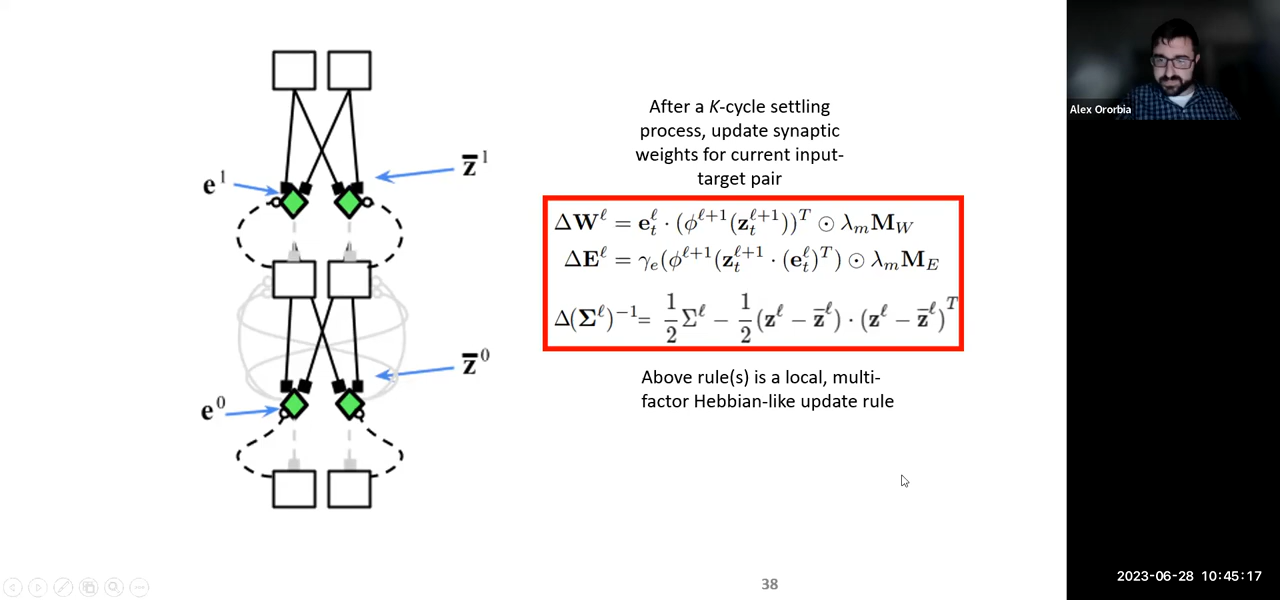 After a K-cycle settling
process, update synaptic
weights for current input-
target pair
z̄¹
e¹
ΔW^ℓ = e_t^ℓ · (ϕ^{ℓ+1}(z_t^{ℓ+1}))^T ⊙ λ_m M_W
ΔE^ℓ = γ_e(ϕ^{ℓ+1}(z_t^{ℓ+1} · (e_t^ℓ)^T) ⊙ λ_m M_E
Δ(Σ^ℓ)^{-1} = 1/2 Σ^ℓ − 1/2 (z^ℓ − z̄^ℓ) · (z^ℓ − z̄^ℓ)^T
z̄⁰
e⁰
Above rule(s) is a local, multi-
factor Hebbian-like update rule
38
Alex Ororbia
2023-06-28 10:45:17